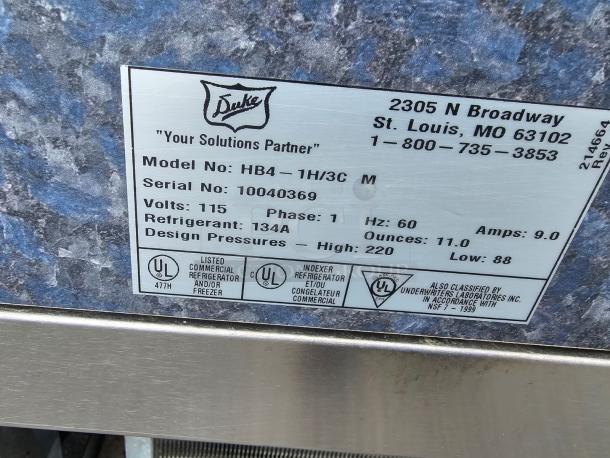 Duke
"Your Solutions Partner"
2305 N Broadway
St. Louis, MO 63102
1-800-735-3853
214664
Rev
Model No: HB4-1H/3C M
Serial No: 10040369
Volts: 115 Phase: 1 Hz: 60 Amps: 9.0
Refrigerant: 134A Ounces: 11.0
Design Pressures - High: 220 Low: 88
UL
477H
LISTED
COMMERCIAL
REFRIGERATOR
AND/OR
FREEZER
C UL
INDEXER
REFRIGERATOR
ET/OU
CONGELATEUR
COMMERCIAL
UL
ALSO CLASSIFIED BY
UNDERWRITERS LABORATORIES INC.
IN ACCORDANCE WITH
NSF 7 - 1999